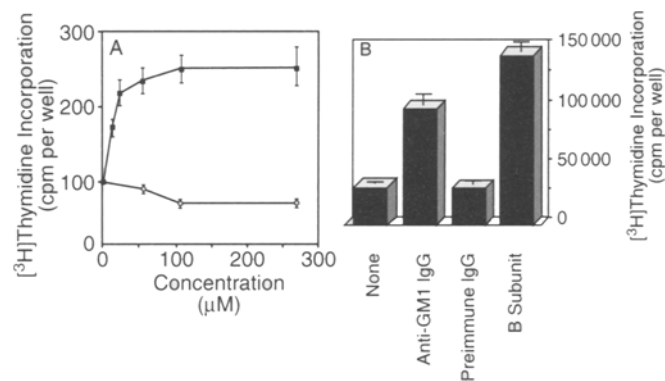 [³H]Thymidine Incorporation
(cpm per well)
300
200
100
0
A
0
100
200
300
Concentration
(µM)
B
150 000
100 000
50 000
0
[³H]Thymidine Incorporation
(cpm per well)
None
Anti-GM1 IgG
Preimmune IgG
B Subunit